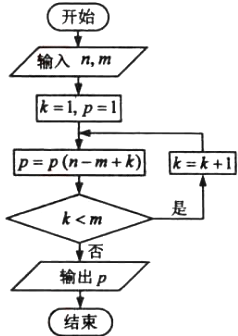 开始
输入 n, m
k=1, p=1
p=p(n-m+k)
k=k+1
k<m
是
否
输出 p
结束